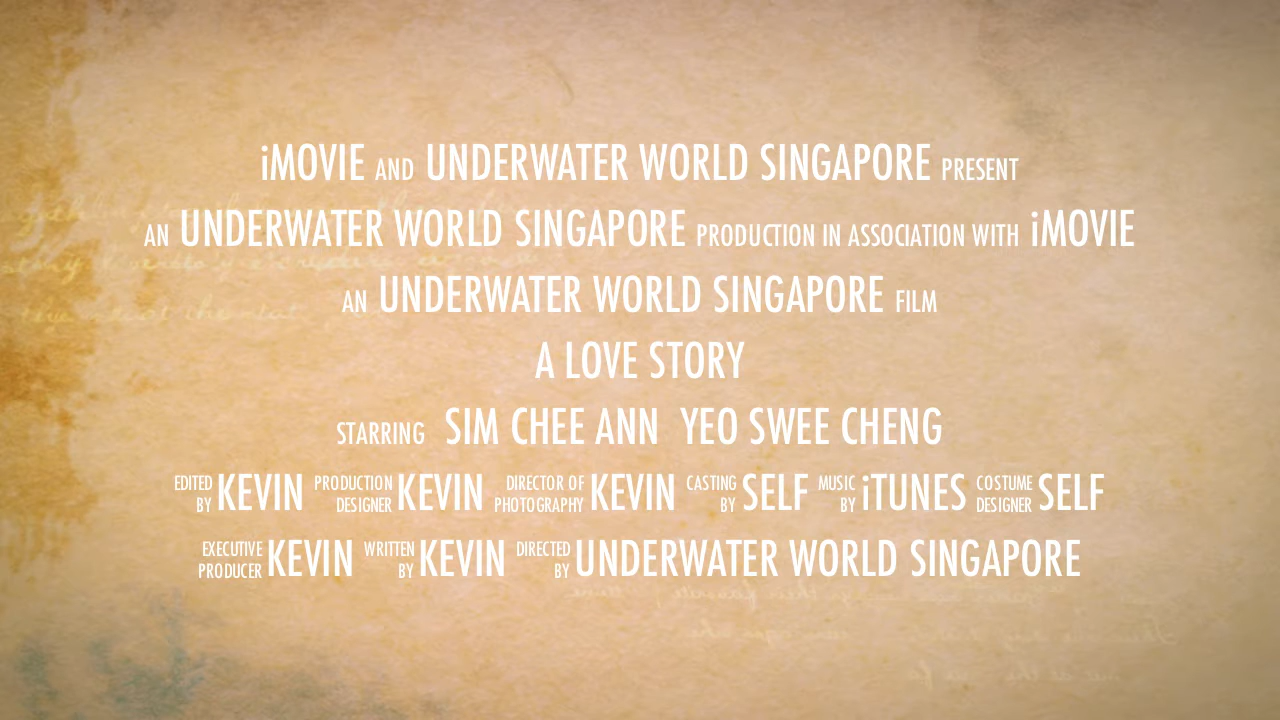 iMOVIE AND UNDERWATER WORLD SINGAPORE PRESENT
AN UNDERWATER WORLD SINGAPORE PRODUCTION IN ASSOCIATION WITH iMOVIE
AN UNDERWATER WORLD SINGAPORE FILM
A LOVE STORY
STARRING SIM CHEE ANN YEO SWEE CHENG
EDITED BY KEVIN PRODUCTION DESIGNER KEVIN DIRECTOR OF PHOTOGRAPHY KEVIN CASTING BY SELF MUSIC BY iTUNES COSTUME DESIGNER SELF
EXECUTIVE PRODUCER KEVIN WRITTEN BY KEVIN DIRECTED BY UNDERWATER WORLD SINGAPORE